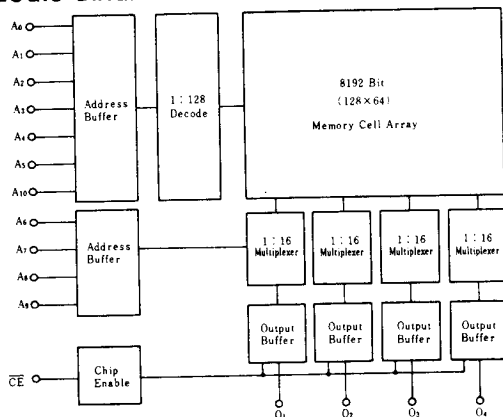 A₀
A₁
A₂
A₃
A₄
A₅
A₁₀
Address
Buffer
1 : 128
Decode
8192 Bit
(128×64)
Memory Cell Array
A₆
A₇
A₈
A₉
Address
Buffer
1 : 16
Multiplexer
1 : 16
Multiplexer
1 : 16
Multiplexer
1 : 16
Multiplexer
Output
Buffer
Output
Buffer
Output
Buffer
Output
Buffer
C̅E̅
Chip
Enable
O₁
O₂
O₃
O₄